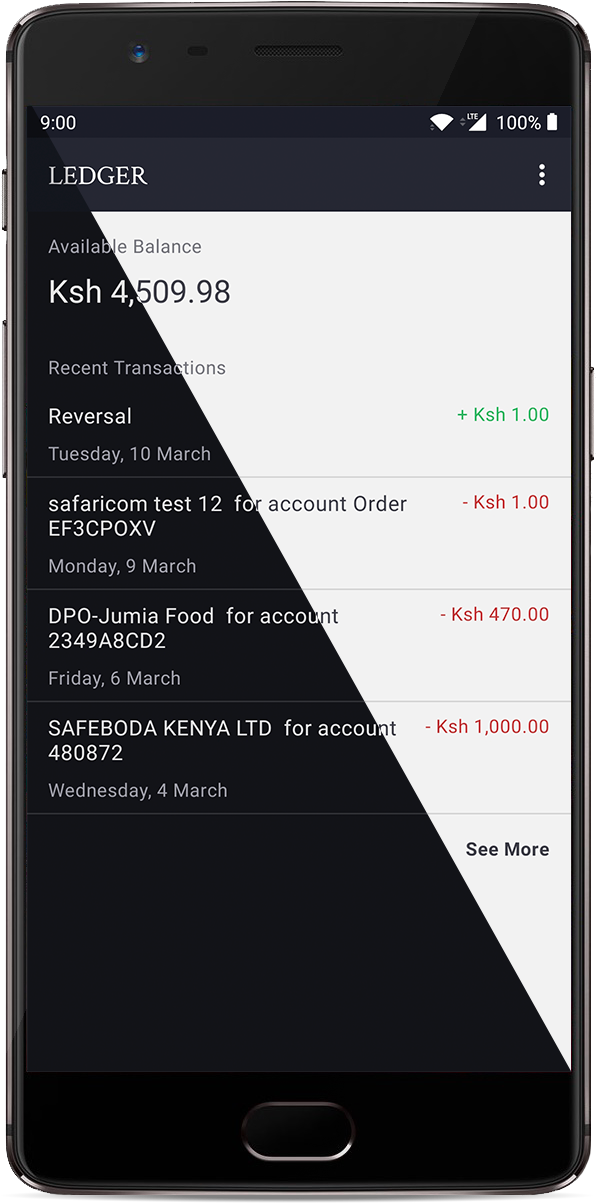 9:00 LTE 100%
LEDGER
Available Balance
Ksh 4,509.98
Recent Transactions
Reversal + Ksh 1.00
Tuesday, 10 March
safaricom test 12  for account Order - Ksh 1.00
EF3CPOXV
Monday, 9 March
DPO-Jumia Food  for account - Ksh 470.00
2349A8CD2
Friday, 6 March
SAFEBODA KENYA LTD  for account - Ksh 1,000.00
480872
Wednesday, 4 March
See More